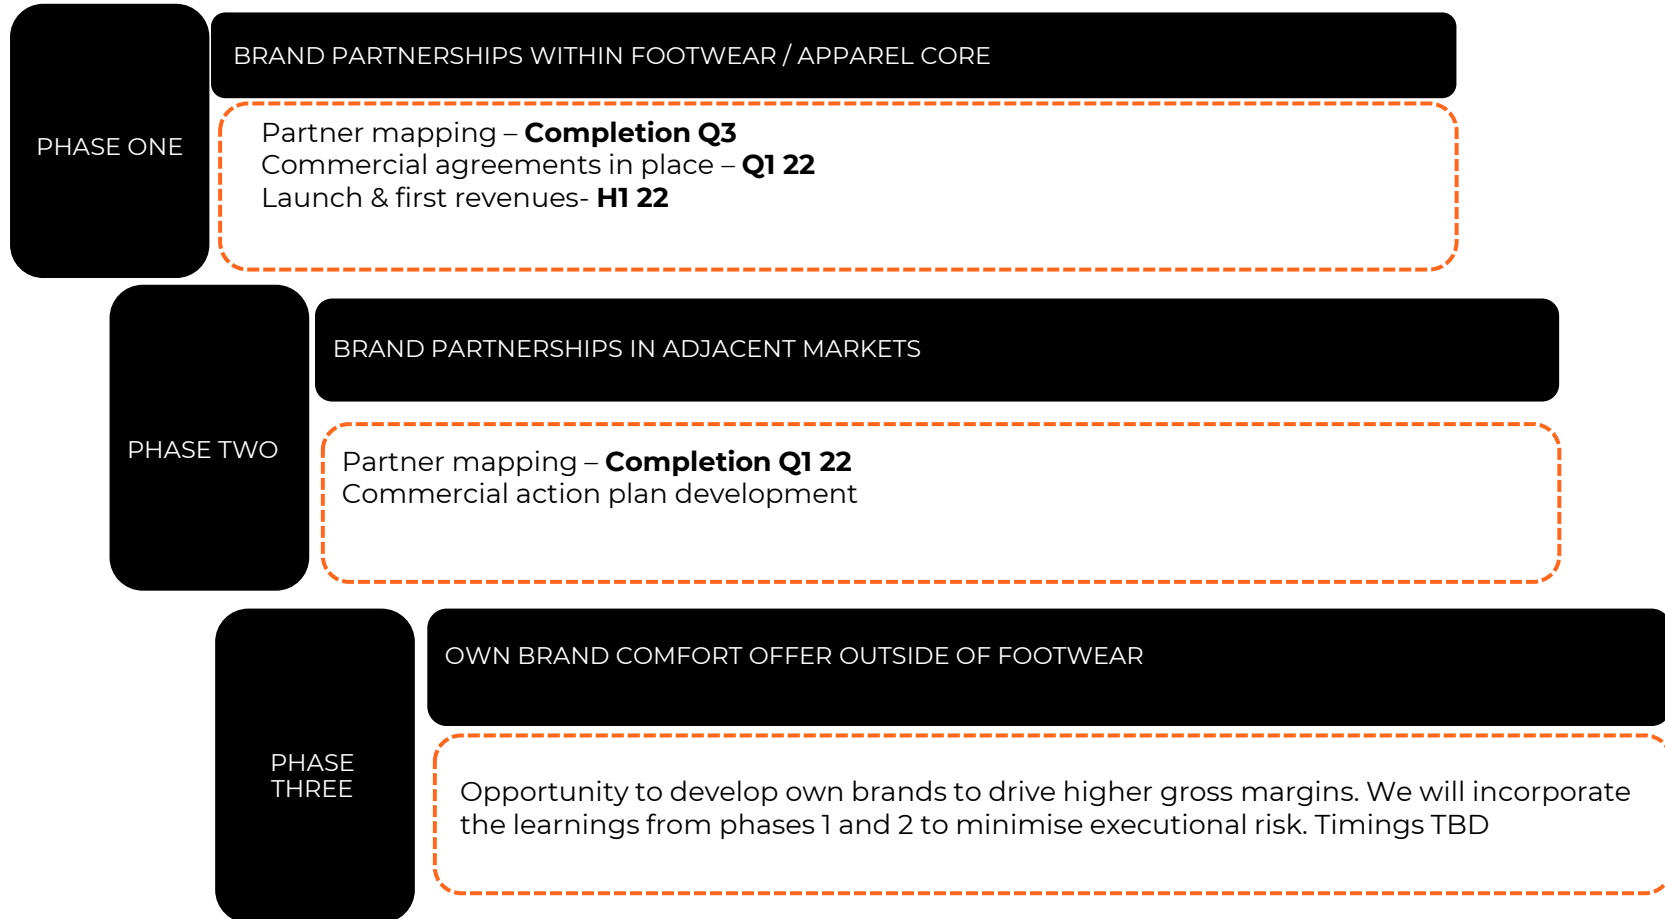 BRAND PARTNERSHIPS WITHIN FOOTWEAR / APPAREL CORE
PHASE ONE
Partner mapping – Completion Q3
Commercial agreements in place – Q1 22
Launch & first revenues- H1 22
BRAND PARTNERSHIPS IN ADJACENT MARKETS
PHASE TWO
Partner mapping – Completion Q1 22
Commercial action plan development
OWN BRAND COMFORT OFFER OUTSIDE OF FOOTWEAR
PHASE
THREE
Opportunity to develop own brands to drive higher gross margins. We will incorporate
the learnings from phases 1 and 2 to minimise executional risk. Timings TBD